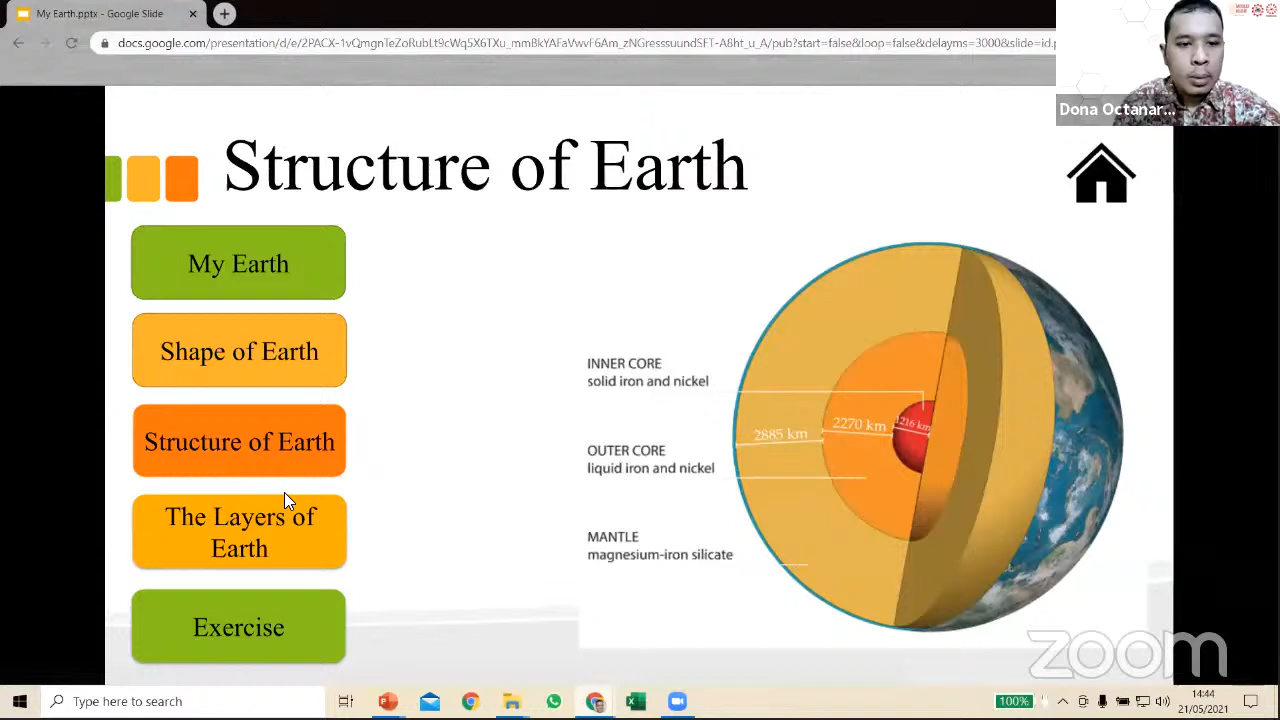 My Earth.pptx - Google Slide
docs.google.com/presentation/d/e/2PACX-1vQmgnTeZoRubLt9cWq5X6TXu_mmBkYAFaVwvF6Am_zNGresssuundSFT-A8ht_u_A/pub?start=false&loop=false&delayms=3000&slide=id.
Dona Octanar...
Structure of Earth
My Earth
Shape of Earth
Structure of Earth
The Layers of
Earth
Exercise
INNER CORE
solid iron and nickel
OUTER CORE
liquid iron and nickel
MANTLE
magnesium-iron silicate
2885 km
2270 km
1216 km
zoom
Type here to search
100%
14:44
21/05/2021